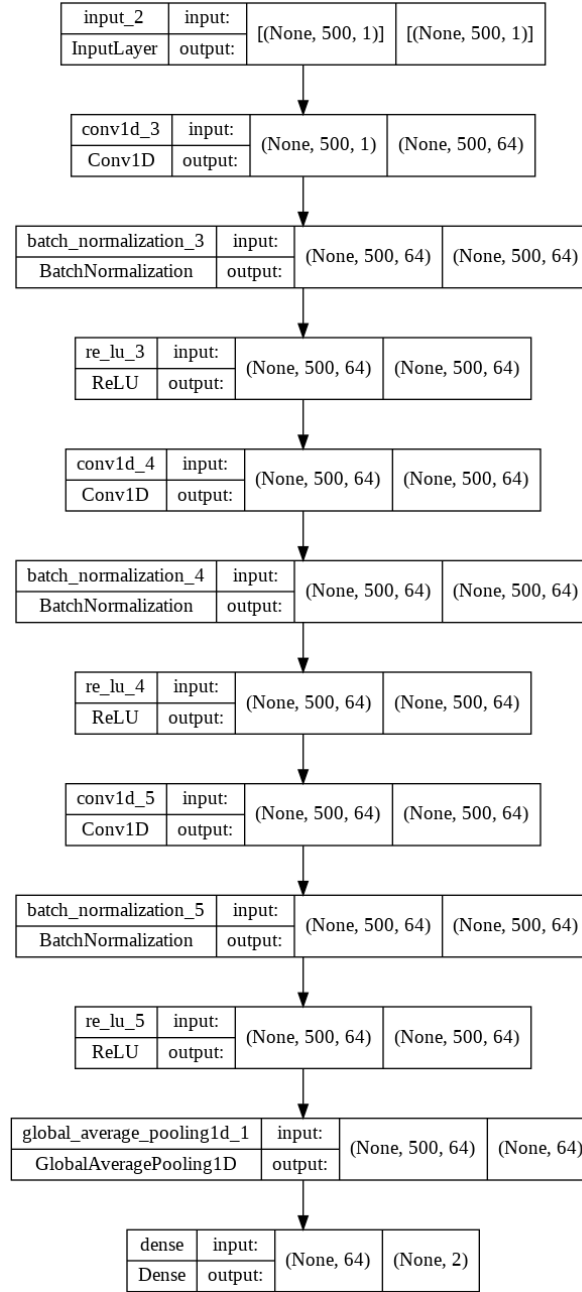 input_2 input: [(None, 500, 1)] [(None, 500, 1)]
InputLayer output:
conv1d_3 input: (None, 500, 1) (None, 500, 64)
Conv1D output:
batch_normalization_3 input: (None, 500, 64) (None, 500, 64)
BatchNormalization output:
re_lu_3 input: (None, 500, 64) (None, 500, 64)
ReLU output:
conv1d_4 input: (None, 500, 64) (None, 500, 64)
Conv1D output:
batch_normalization_4 input: (None, 500, 64) (None, 500, 64)
BatchNormalization output:
re_lu_4 input: (None, 500, 64) (None, 500, 64)
ReLU output:
conv1d_5 input: (None, 500, 64) (None, 500, 64)
Conv1D output:
batch_normalization_5 input: (None, 500, 64) (None, 500, 64)
BatchNormalization output:
re_lu_5 input: (None, 500, 64) (None, 500, 64)
ReLU output:
global_average_pooling1d_1 input: (None, 500, 64) (None, 64)
GlobalAveragePooling1D output:
dense input: (None, 64) (None, 2)
Dense output: